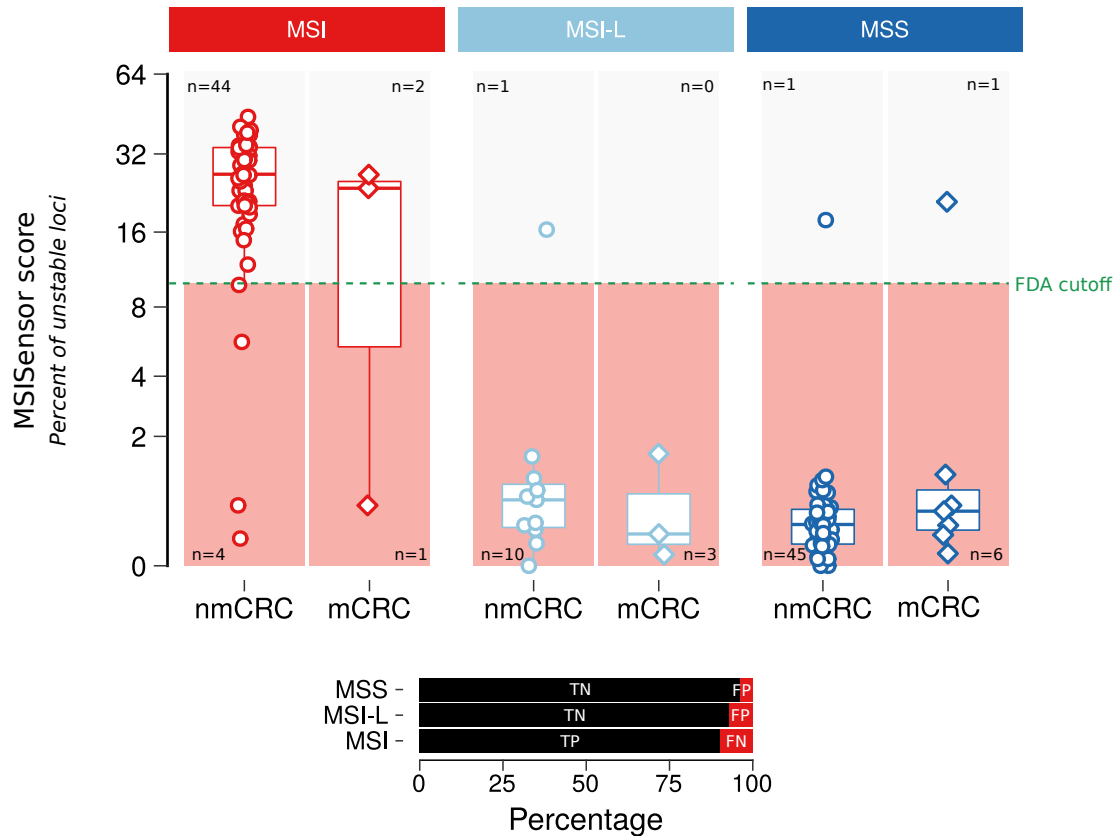 MSI MSI-L MSS
64
n=44 n=2 n=1 n=0 n=1 n=1
32
16
FDA cutoff
8
4
2
0
n=4 n=1 n=10 n=3 n=45 n=6
MSISensor score
Percent of unstable loci
nmCRC mCRC nmCRC mCRC nmCRC mCRC
MSS TN FP
MSI-L TN FP
MSI TP FN
0 25 50 75 100
Percentage